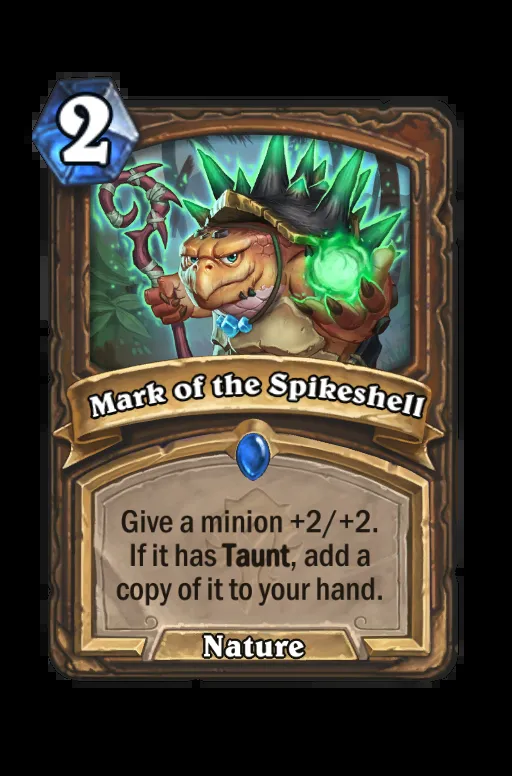 2
Mark of the Spikeshell
Give a minion +2/+2.
If it has Taunt, add a
copy of it to your hand.
Nature